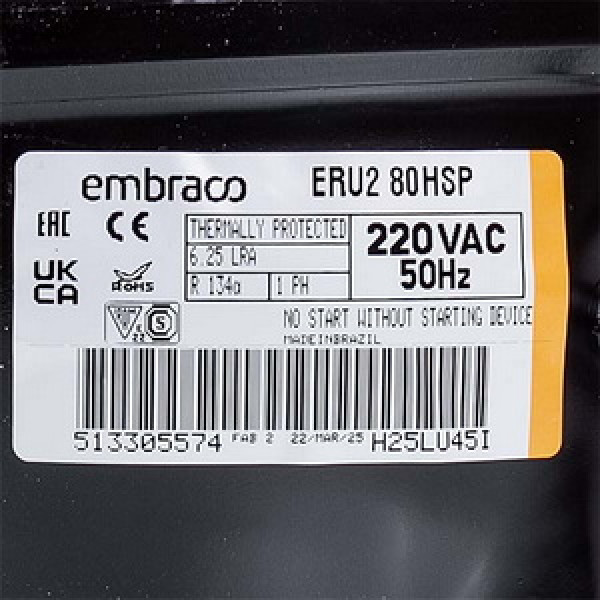 embraco ERU2 80HSP
EAC CE
THERMALLY PROTECTED
6.25 LRA
R 134a 1 PH
220VAC
50Hz
UK
CA
RoHS
S
22
NO START WITHOUT STARTING DEVICE
MADEINBRAZIL
513305574 FAB 2 22/MAR/25 H25LU45I